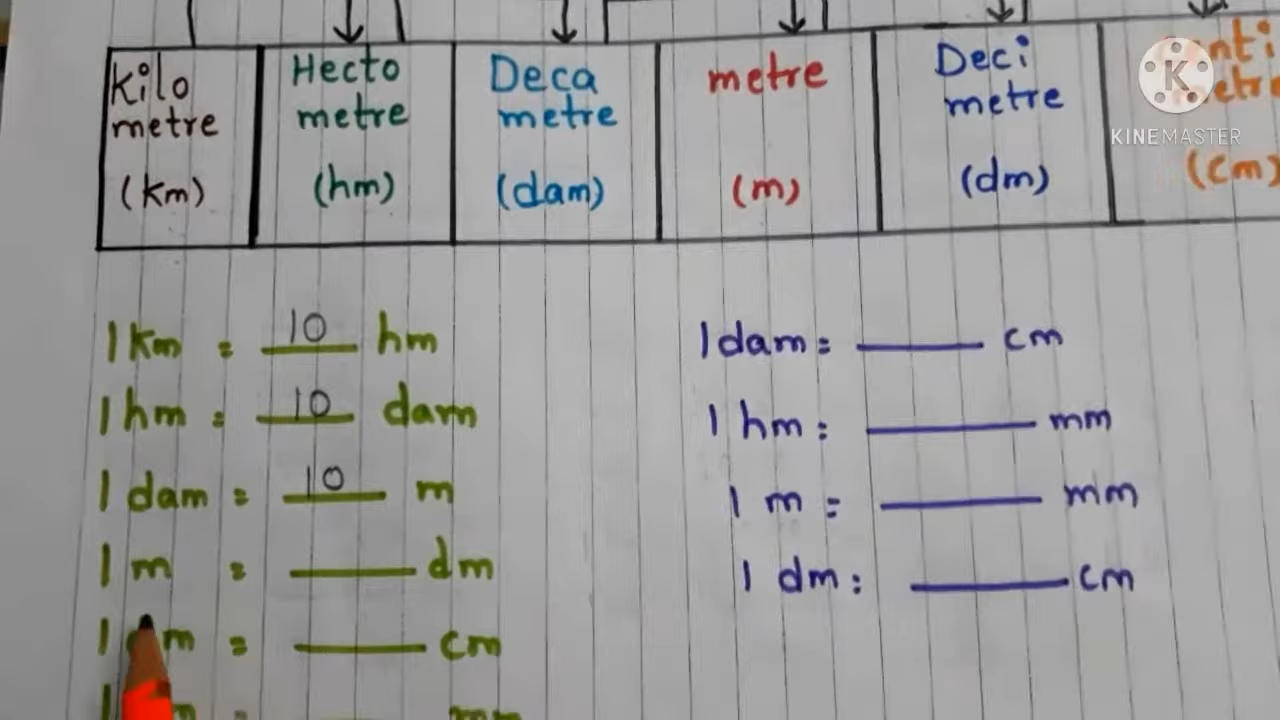 Kilo metre (km)
Hecto metre (hm)
Deca metre (dam)
metre (m)
Deci metre (dm)
(cm)
KINEMASTER
1 km = 10 hm
1 hm = 10 dam
1 dam = 10 m
1 m = ____ dm
= ____ cm
1 dam = ____ cm
1 hm = ____ mm
1 m = ____ mm
1 dm = ____ cm